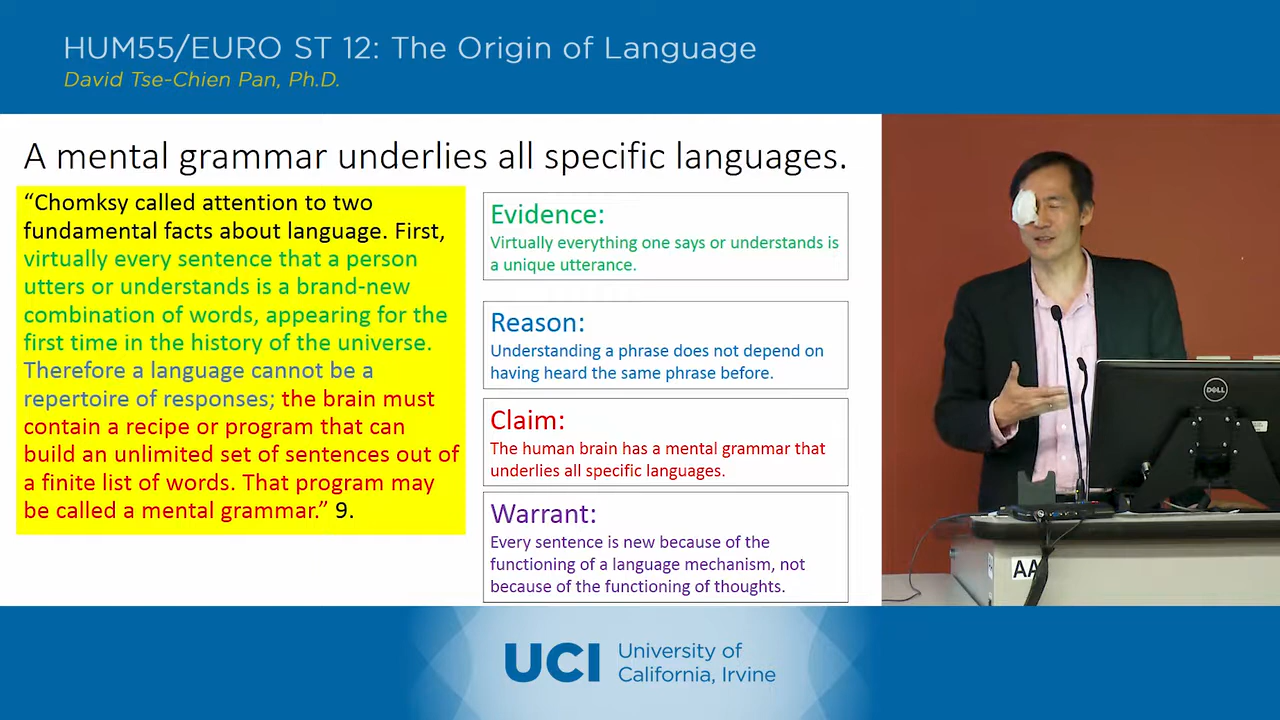 HUM55/EURO ST 12: The Origin of Language
David Tse-Chien Pan, Ph.D.
A mental grammar underlies all specific languages.
“Chomksy called attention to two
fundamental facts about language. First,
virtually every sentence that a person
utters or understands is a brand-new
combination of words, appearing for the
first time in the history of the universe.
Therefore a language cannot be a
repertoire of responses; the brain must
contain a recipe or program that can
build an unlimited set of sentences out of
a finite list of words. That program may
be called a mental grammar.” 9.
Evidence:
Virtually everything one says or understands is
a unique utterance.
Reason:
Understanding a phrase does not depend on
having heard the same phrase before.
Claim:
The human brain has a mental grammar that
underlies all specific languages.
Warrant:
Every sentence is new because of the
functioning of a language mechanism, not
because of the functioning of thoughts.
DELL
AA
UCI
University of
California, Irvine